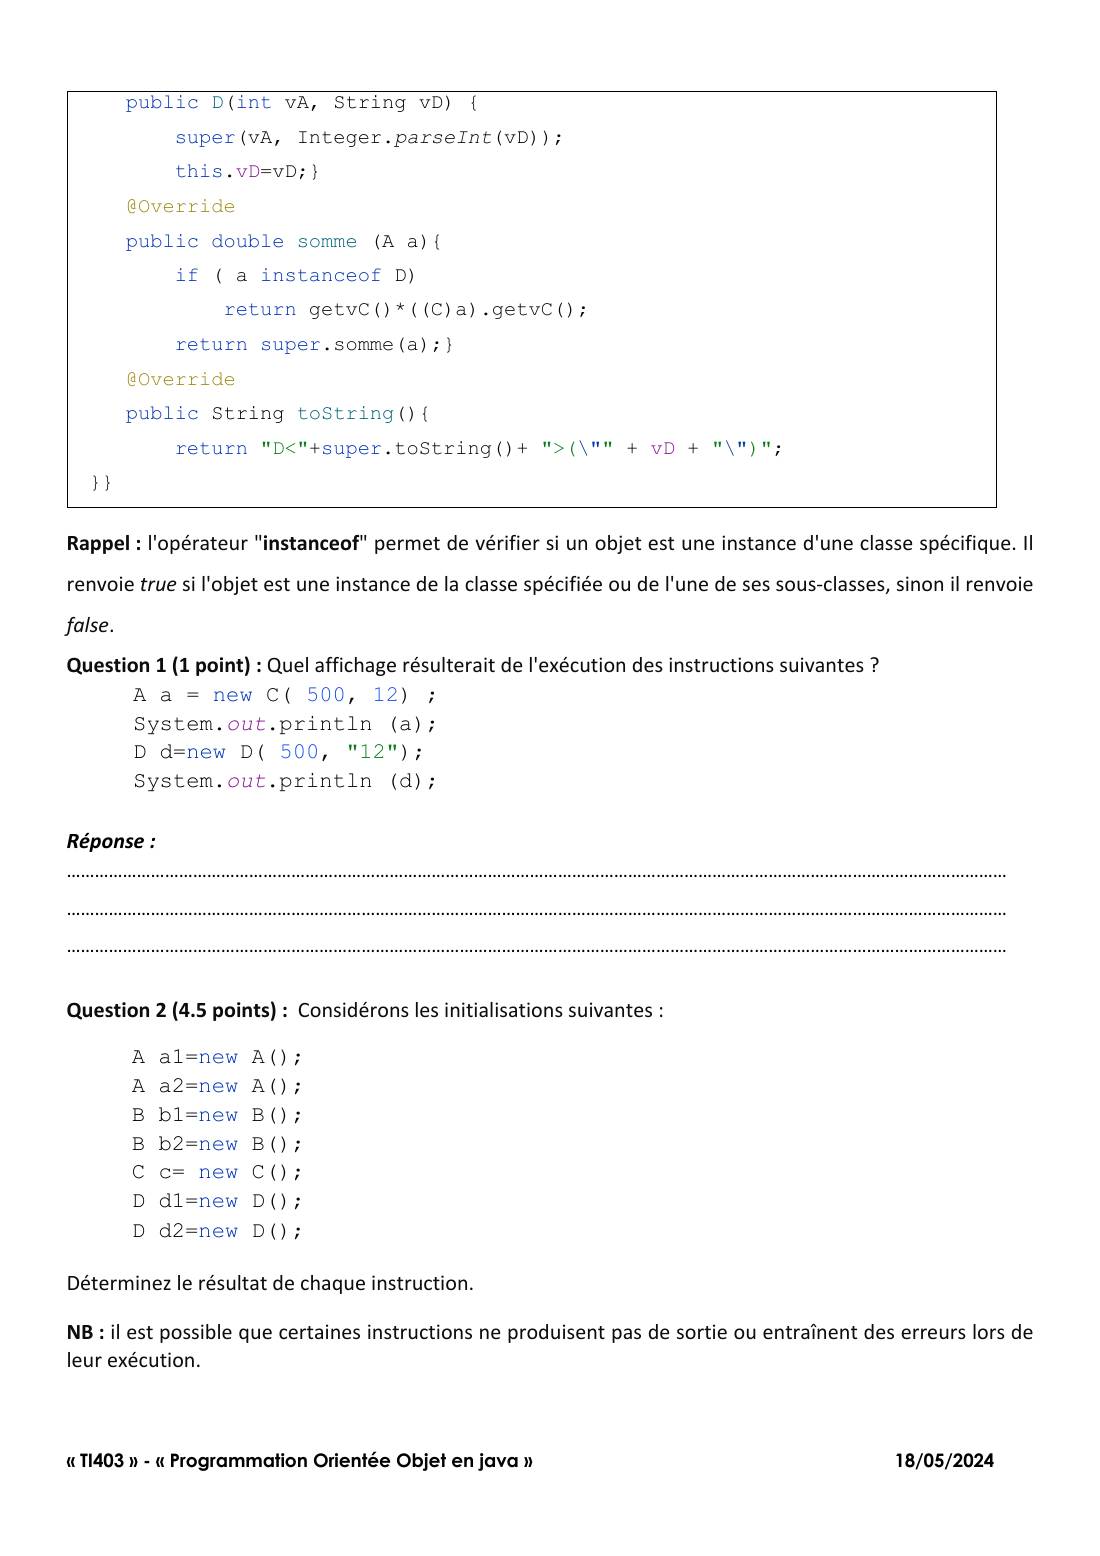 public D(int vA, String vD) {
super(vA, Integer.parseInt(vD));
this.vD=vD;}
@Override
public double somme (A a){
if ( a instanceof D)
return getvC()*((C)a).getvC();
return super.somme(a);}
@Override
public String toString(){
return "D<"+super.toString()+ ">(\"" + vD + "\")";
}}
Rappel : l'opérateur "instanceof" permet de vérifier si un objet est une instance d'une classe spécifique. Il
renvoie true si l'objet est une instance de la classe spécifiée ou de l'une de ses sous-classes, sinon il renvoie
false.
Question 1 (1 point) : Quel affichage résulterait de l'exécution des instructions suivantes ?
A a = new C( 500, 12) ;
System.out.println (a);
D d=new D( 500, "12");
System.out.println (d);
Réponse :
Question 2 (4.5 points) : Considérons les initialisations suivantes :
A a1=new A();
A a2=new A();
B b1=new B();
B b2=new B();
C c= new C();
D d1=new D();
D d2=new D();
Déterminez le résultat de chaque instruction.
NB : il est possible que certaines instructions ne produisent pas de sortie ou entraînent des erreurs lors de
leur exécution.
« TI403 » - « Programmation Orientée Objet en java » 18/05/2024